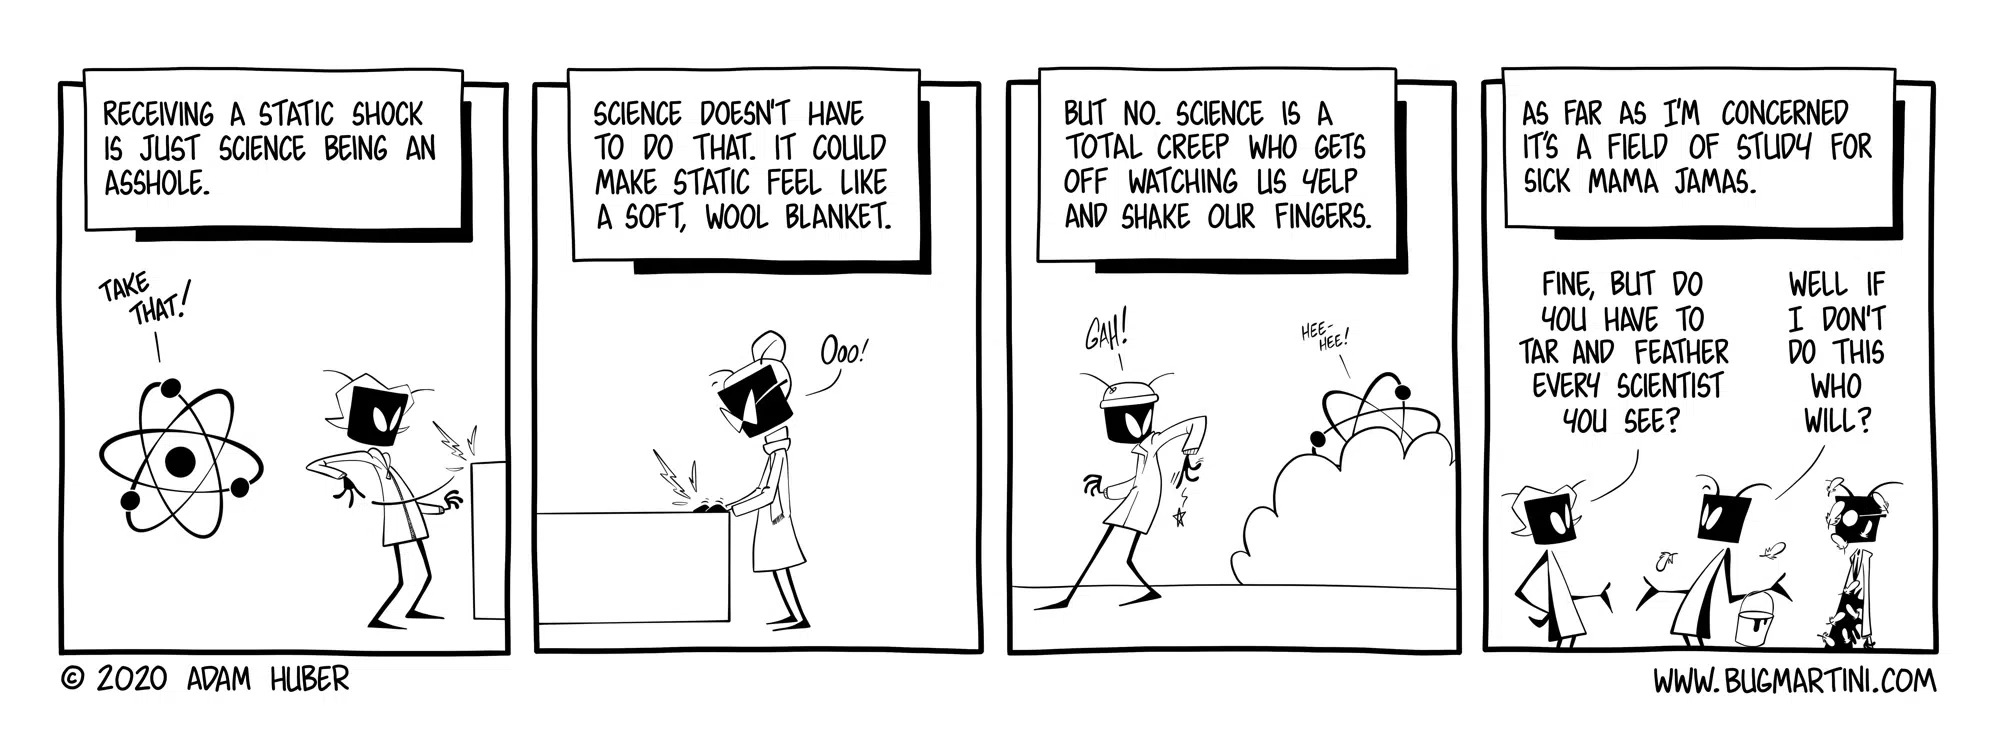 RECEIVING A STATIC SHOCK
IS JUST SCIENCE BEING AN
ASSHOLE.
TAKE
THAT!
SCIENCE DOESN'T HAVE
TO DO THAT. IT COULD
MAKE STATIC FEEL LIKE
A SOFT, WOOL BLANKET.
OOO!
BUT NO. SCIENCE IS A
TOTAL CREEP WHO GETS
OFF WATCHING US YELP
AND SHAKE OUR FINGERS.
GAH!
HEE-
HEE!
AS FAR AS I'M CONCERNED
IT'S A FIELD OF STUDY FOR
SICK MAMA JAMAS.
FINE, BUT DO
YOU HAVE TO
TAR AND FEATHER
EVERY SCIENTIST
YOU SEE?
WELL IF
I DON'T
DO THIS
WHO
WILL?
© 2020 ADAM HUBER
WWW.BUGMARTINI.COM